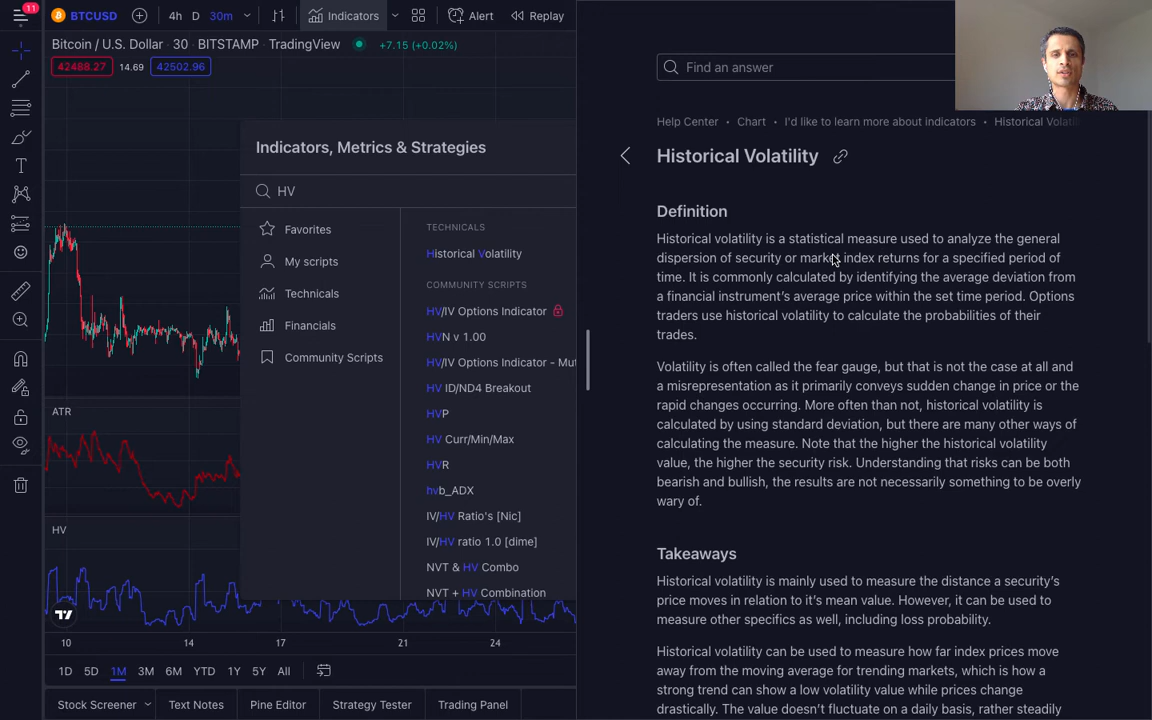 11
BTCUSD
4h D 30m
Indicators
Alert
Replay
Bitcoin / U.S. Dollar · 30 · BITSTAMP · TradingView
+7.15 (+0.02%)
42488.27 14.69 42502.96
Indicators, Metrics & Strategies
HV
Favorites
My scripts
Technicals
Financials
Community Scripts
TECHNICALS
Historical Volatility
COMMUNITY SCRIPTS
HV/IV Options Indicator
HVN v 1.00
HV/IV Options Indicator - Mut
HV ID/ND4 Breakout
HVP
HV Curr/Min/Max
HVR
hvb_ADX
IV/HV Ratio's [Nic]
IV/HV ratio 1.0 [dime]
NVT & HV Combo
NVT + HV Combination
ATR
HV
10 14 17 21 24
1D 5D 1M 3M 6M YTD 1Y 5Y All
Stock Screener
Text Notes
Pine Editor
Strategy Tester
Trading Panel
Find an answer
Help Center · Chart · I'd like to learn more about indicators · Historical Volatil
Historical Volatility
Definition
Historical volatility is a statistical measure used to analyze the general
dispersion of security or market index returns for a specified period of
time. It is commonly calculated by identifying the average deviation from
a financial instrument's average price within the set time period. Options
traders use historical volatility to calculate the probabilities of their
trades.
Volatility is often called the fear gauge, but that is not the case at all and
a misrepresentation as it primarily conveys sudden change in price or the
rapid changes occurring. More often than not, historical volatility is
calculated by using standard deviation, but there are many other ways of
calculating the measure. Note that the higher the historical volatility
value, the higher the security risk. Understanding that risks can be both
bearish and bullish, the results are not necessarily something to be overly
wary of.
Takeaways
Historical volatility is mainly used to measure the distance a security's
price moves in relation to it's mean value. However, it can be used to
measure other specifics as well, including loss probability.
Historical volatility can be used to measure how far index prices move
away from the moving average for trending markets, which is how a
strong trend can show a low volatility value while prices change
drastically. The value doesn't fluctuate on a daily basis, rather steadily